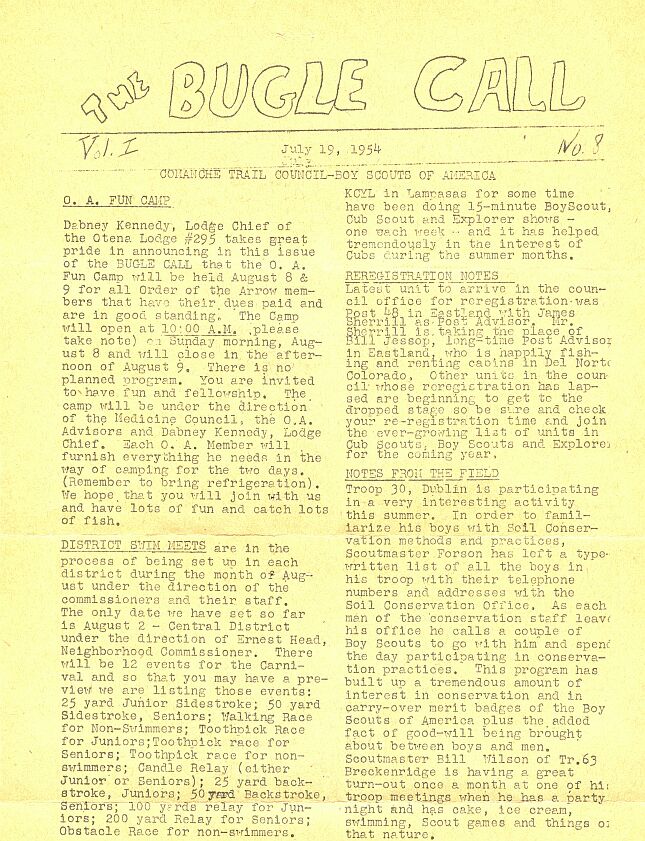 THE BUGLE CALL
Vol. I
July 19, 1954
No. 8
COMANCHE TRAIL COUNCIL-BOY SCOUTS OF AMERICA
O. A. FUN CAMP
Dabney Kennedy, Lodge Chief of
the Otena Lodge #295 takes great
pride in announcing in this issue
of the BUGLE CALL that the O. A.
Fun Camp will be held August 8 &
9 for all Order of the Arrow mem-
bers that have their dues paid and
are in good standing. The Camp
will open at 10:00 A.M. (please
take note) on Sunday morning, Aug-
ust 8 and will close in the after-
noon of August 9. There is no
planned program. You are invited
to have fun and fellowship. The
camp will be under the direction
of the Medicine Council, the O.A.
Advisors and Dabney Kennedy, Lodge
Chief. Each O. A. Member will
furnish everything he needs in the
way of camping for the two days.
(Remember to bring refrigeration).
We hope that you will join with us
and have lots of fun and catch lots
of fish.
DISTRICT SWIM MEETS are in the
process of being set up in each
district during the month of Aug-
ust under the direction of the
commissioners and their staff.
The only date we have set so far
is August 2 - Central District
under the direction of Ernest Head,
Neighborhood Commissioner. There
will be 12 events for the Carni-
val and so that you may have a pre-
view we are listing those events:
25 yard Junior Sidestroke; 50 yard
Sidestroke, Seniors; Walking Race
for Non-Swimmers; Toothpick Race
for Juniors;Toothpick race for
Seniors; Toothpick race for non-
swimmers; Candle Relay (either
Junior or Seniors); 25 yard back-
stroke, Juniors; 50 yard Backstroke,
Seniors; 100 yards relay for Jun-
iors; 200 yard Relay for Seniors;
Obstacle Race for non-swimmers.
KCYL in Lampasas for some time
have been doing 15-minute BoyScout,
Cub Scout and Explorer shows -
one each week -- and it has helped
tremendously in the interest of
Cubs during the summer months.
REREGISTRATION NOTES
Latest unit to arrive in the coun-
cil office for reregistration was
Post 48 in Eastland with James
Sherrill as Post Advisor. Mr.
Sherrill is taking the place of
Bill Jessop, long-time Post Advisor
in Eastland, who is happily fish-
ing and renting cabins in Del Norte
Colorado. Other units in the coun
cil whose reregistration has lap-
sed are beginning to get to the
dropped stage so be sure and check
your re-registration time and join
the ever-growing list of units in
Cub Scouts, Boy Scouts and Explorer
for the coming year.
NOTES FROM THE FIELD
Troop 30, Dublin is participating
in a very interesting activity
this summer. In order to famil-
iarize his boys with Soil Conser-
vation methods and practices,
Scoutmaster Forson has left a type-
written list of all the boys in
his troop with their telephone
numbers and addresses with the
Soil Conservation Office. As each
man of the conservation staff leave
his office he calls a couple of
Boy Scouts to go with him and spend
the day participating in conserva-
tion practices. This program has
built up a tremendous amount of
interest in conservation and in
carry-over merit badges of the Boy
Scouts of America plus the added
fact of good-will being brought
about between boys and men.
Scoutmaster Bill Wilson of Tr.63
Breckenridge is having a great
turn-out once a month at one of his
troop meetings when he has a party
night and has cake, ice cream,
swimming, Scout games and things of
that nature.